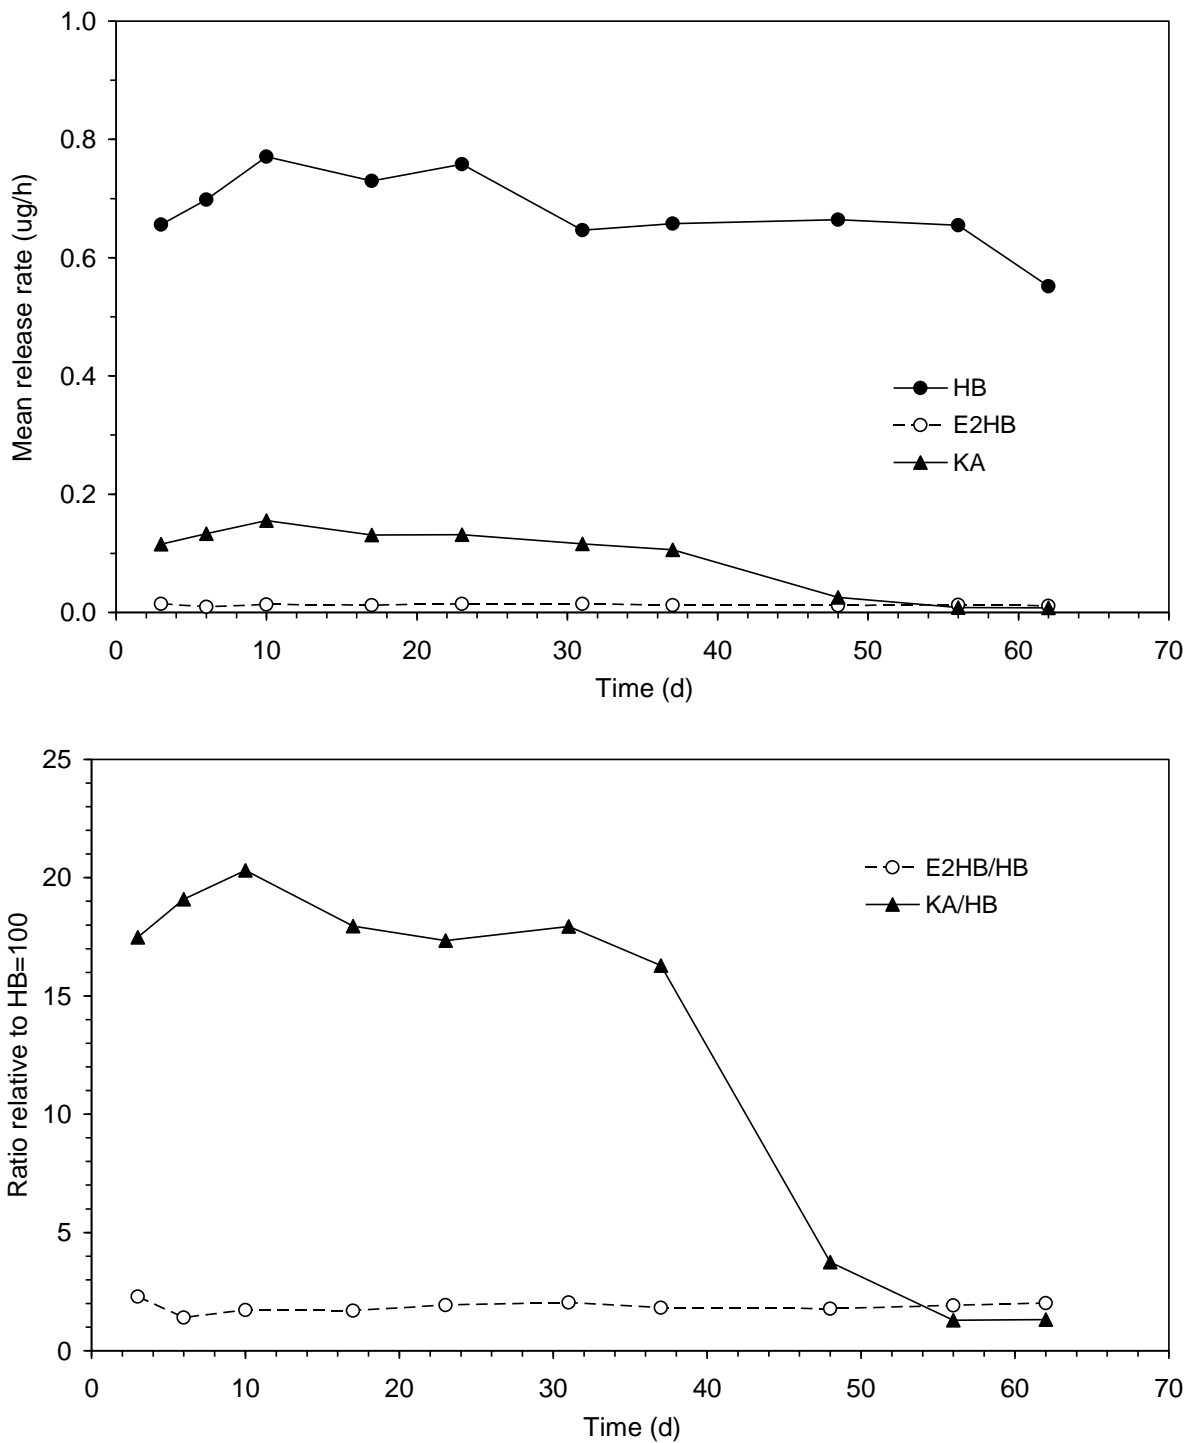 1.0
0.8
0.6
0.4
0.2
0.0
Mean release rate (ug/h)
HB
E2HB
KA
0 10 20 30 40 50 60 70
Time (d)
25
20
15
10
5
0
Ratio relative to HB=100
E2HB/HB
KA/HB
0 10 20 30 40 50 60 70
Time (d)